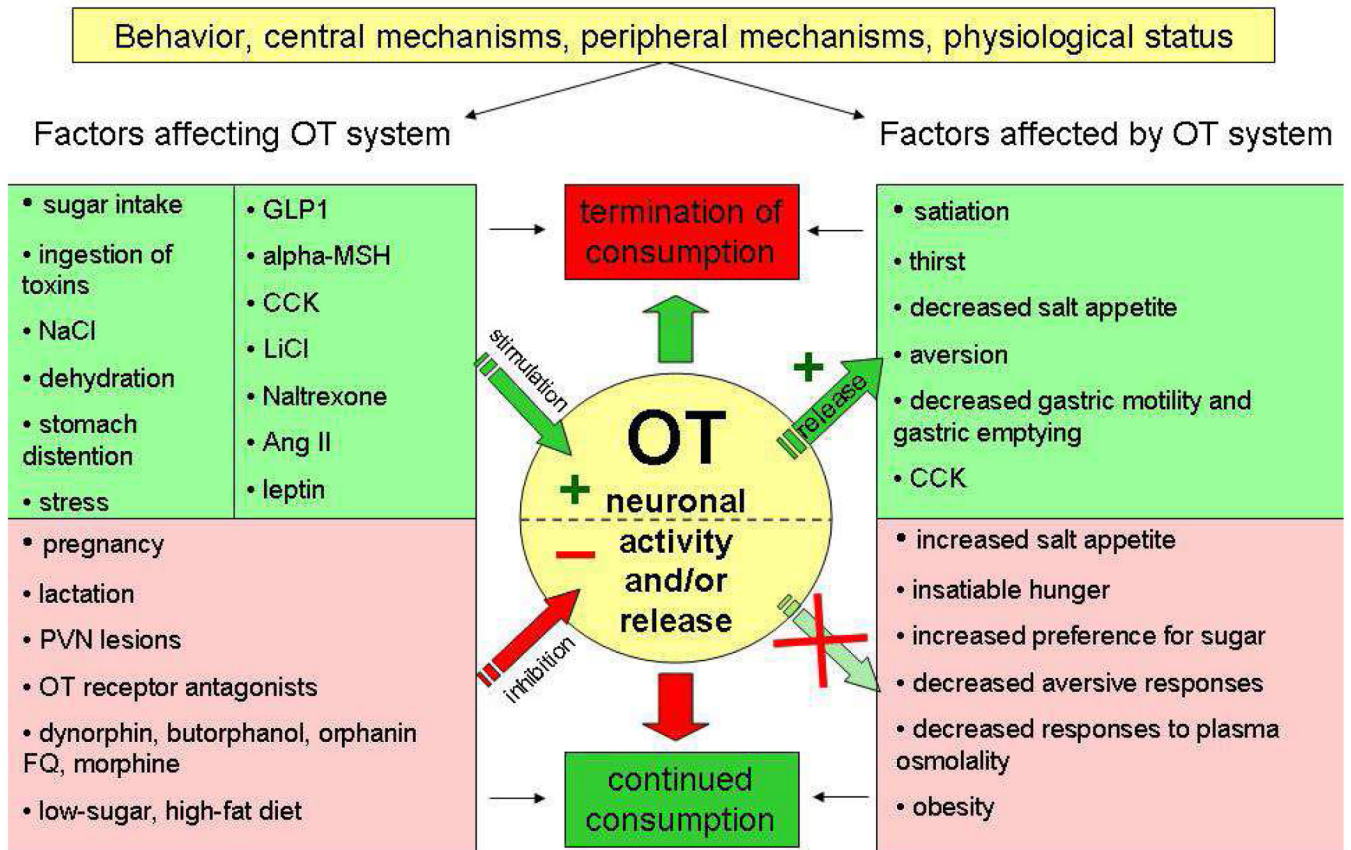 Behavior, central mechanisms, peripheral mechanisms, physiological status
Factors affecting OT system
Factors affected by OT system
• sugar intake
• ingestion of
toxins
• NaCl
• dehydration
• stomach
distention
• stress
• GLP1
• alpha-MSH
• CCK
• LiCl
• Naltrexone
• Ang II
• leptin
• pregnancy
• lactation
• PVN lesions
• OT receptor antagonists
• dynorphin, butorphanol, orphanin
FQ, morphine
• low-sugar, high-fat diet
termination of
consumption
stimulation
+
OT
neuronal
activity
and/or
release
–
inhibition
+
release
continued
consumption
• satiation
• thirst
• decreased salt appetite
• aversion
• decreased gastric motility and
gastric emptying
• CCK
• increased salt appetite
• insatiable hunger
• increased preference for sugar
• decreased aversive responses
• decreased responses to plasma
osmolality
• obesity